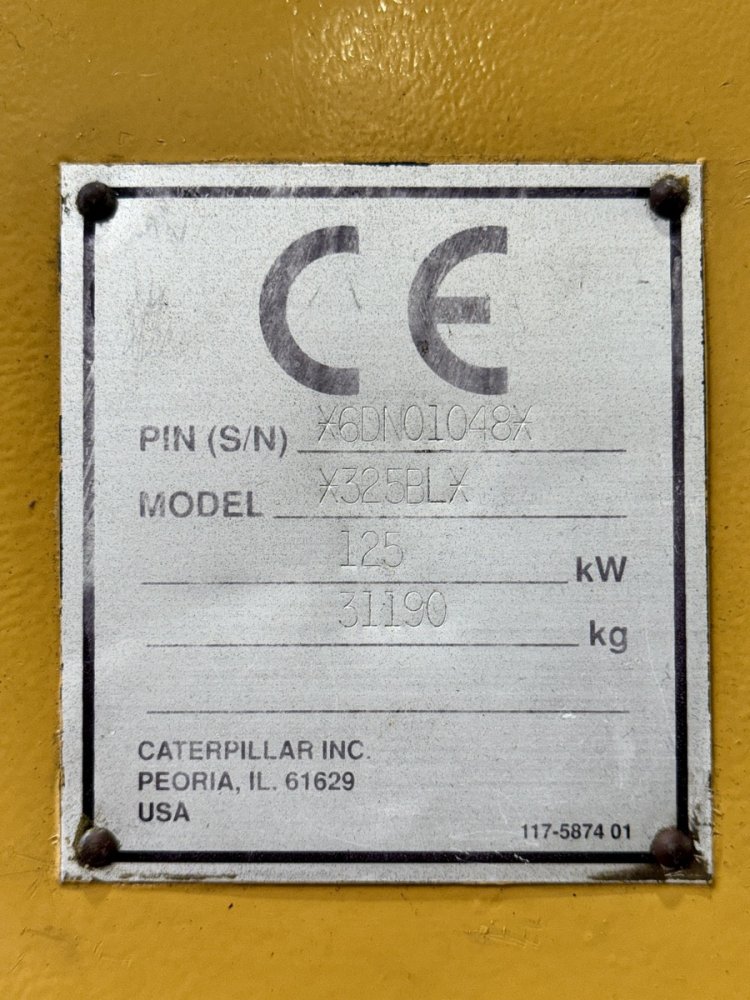 CE
PIN (S/N) *6DN01048*
MODEL *325BL*
125 kW
31190 kg
CATERPILLAR INC.
PEORIA, IL. 61629
USA
117-5874 01